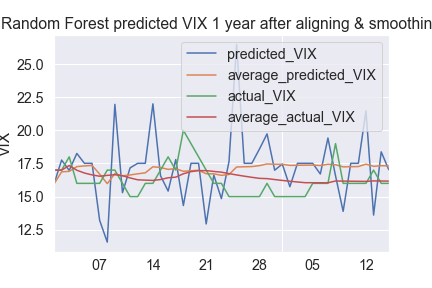 Random Forest predicted VIX 1 year after aligning & smoothin
predicted_VIX
average_predicted_VIX
actual_VIX
average_actual_VIX
VIX
25.0
22.5
20.0
17.5
15.0
12.5
07 14 21 28 05 12